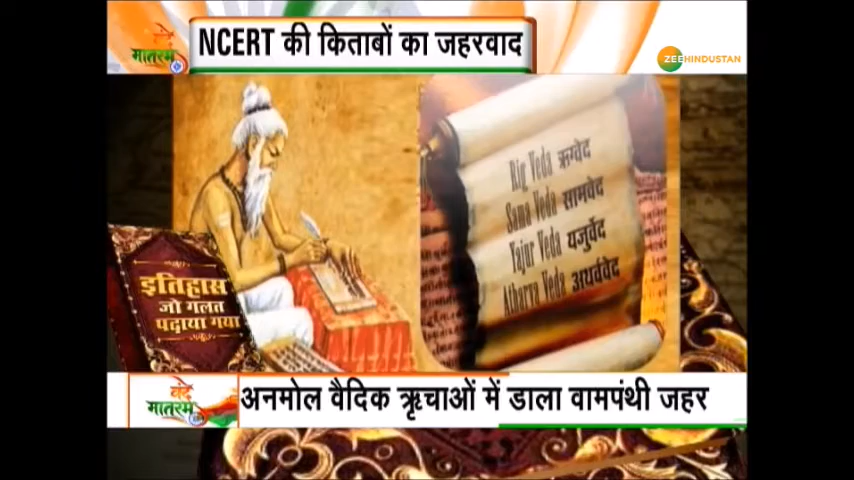 वंदे
मातरम्
NCERT की किताबों का जहरवाद
ZEE HINDUSTAN
Rig Veda ऋग्वेद
Sama Veda सामवेद
Yajur Veda यजुर्वेद
Atharva Veda अथर्ववेद
इतिहास
जो गलत
पढ़ाया गया
वंदे
मातरम्
अनमोल वैदिक ऋचाओं में डाला वामपंथी जहर